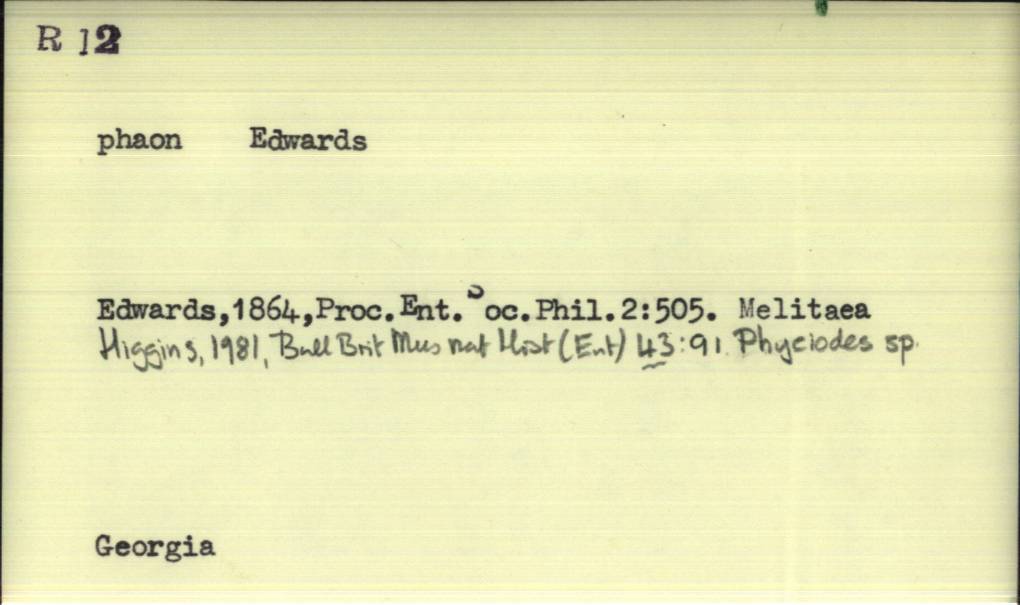 R 12
phaon Edwards
Edwards,1864,Proc.Ent.Soc.Phil.2:505. Melitaea
Higgins, 1981, Bull Brit Mus nat Hist (Ent) 43:91. Phyciodes sp.
Georgia